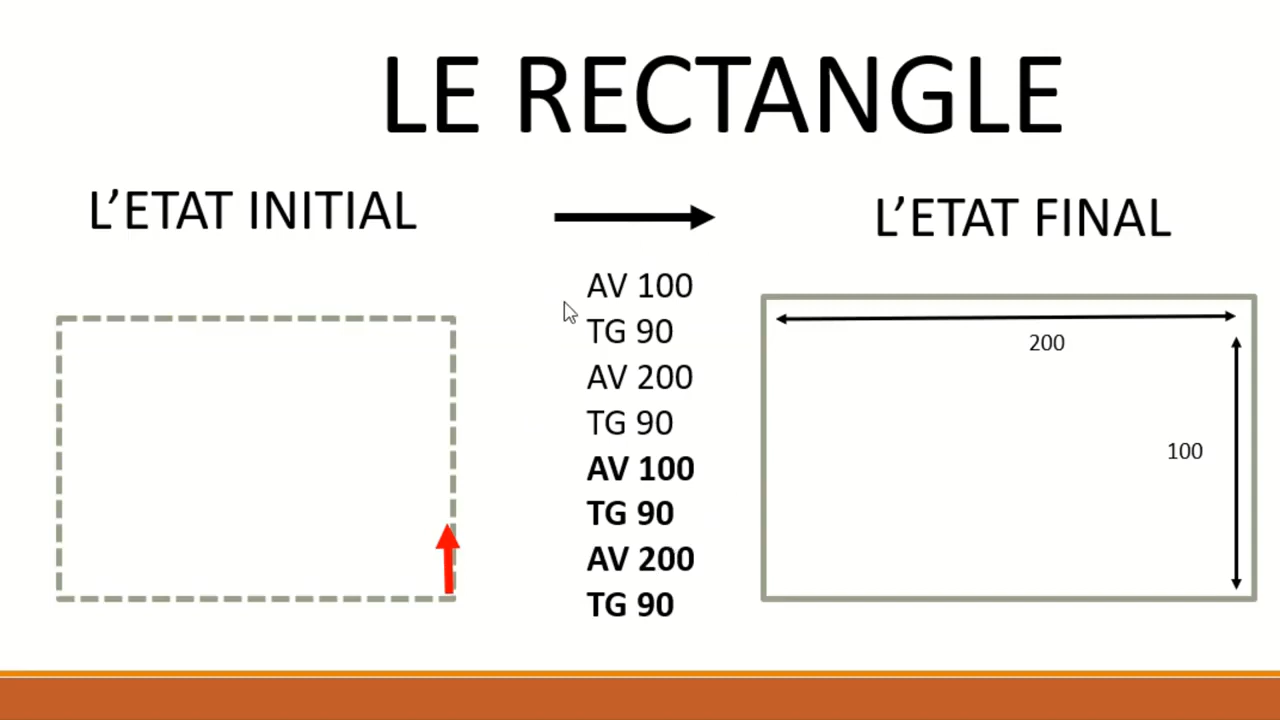 LE RECTANGLE
L’ETAT INITIAL
L’ETAT FINAL
AV 100
TG 90
AV 200
TG 90
AV 100
TG 90
AV 200
TG 90
200
100